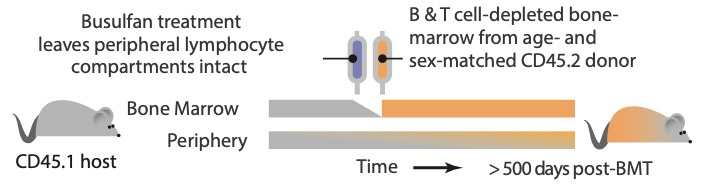 Busulfan treatment
leaves peripheral lymphocyte
compartments intact
B & T cell-depleted bone-
marrow from age- and
sex-matched CD45.2 donor
Bone Marrow
Periphery
CD45.1 host
Time
> 500 days post-BMT